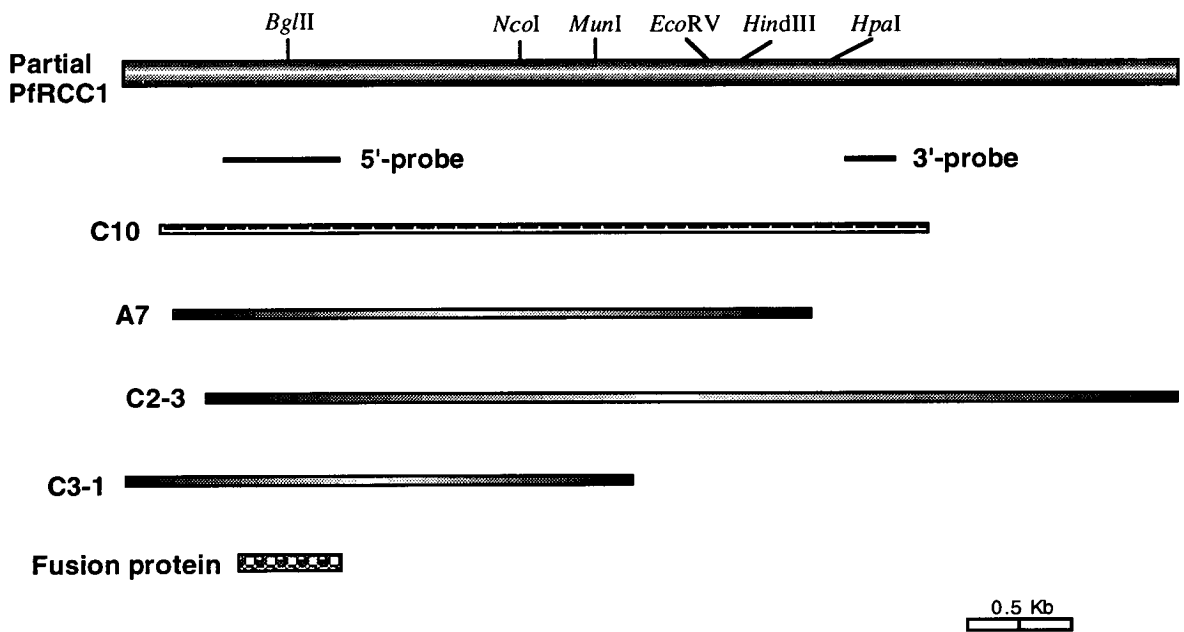 BglII NcoI MunI EcoRV HindIII HpaI
Partial
PfRCC1
5'-probe 3'-probe
C10
A7
C2-3
C3-1
Fusion protein
0.5 Kb